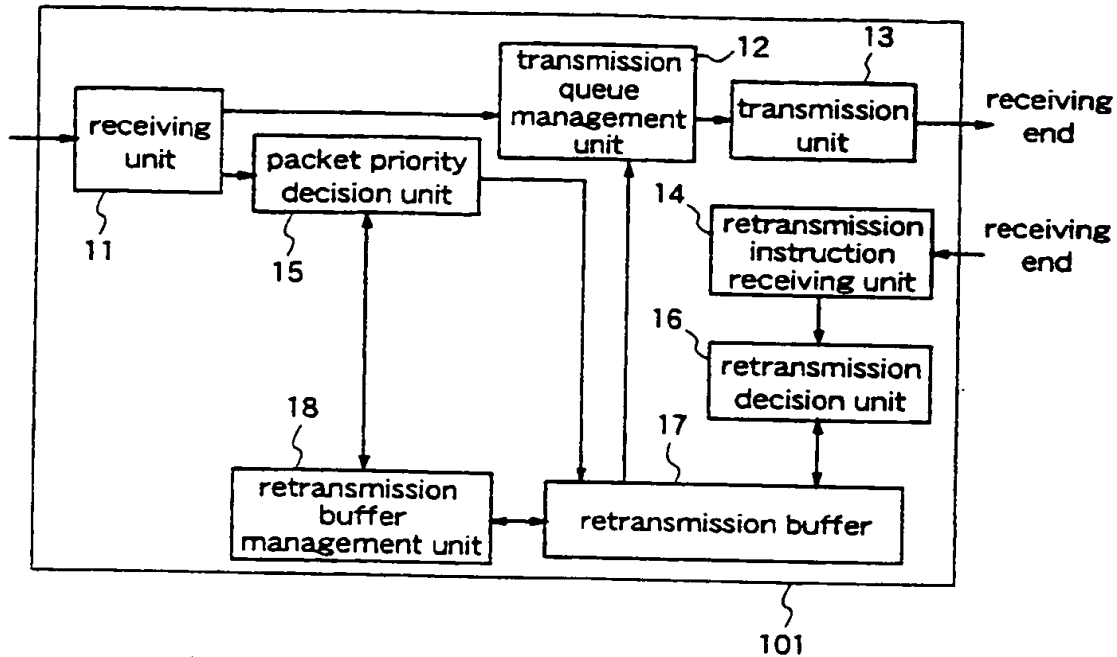 12
13
transmission
queue
management
unit
transmission
unit
receiving
end
receiving
unit
packet priority
decision unit
11
15
14
retransmission
instruction
receiving unit
receiving
end
16
retransmission
decision unit
18
17
retransmission
buffer
management unit
retransmission buffer
101